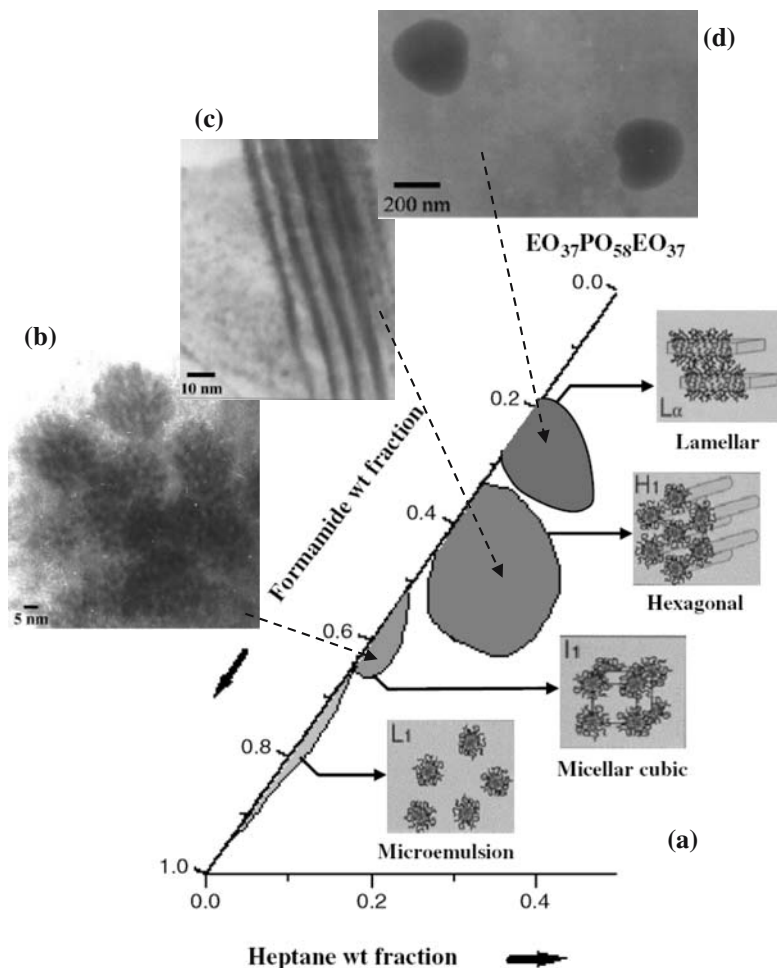 (d)
200 nm
(c)
10 nm
EO₃₇PO₅₈EO₃₇
(b)
5 nm
0.0
0.2
0.4
0.6
0.8
1.0
Formamide wt fraction
Lα
Lamellar
H1
Hexagonal
I1
Micellar cubic
L1
Microemulsion
(a)
0.0
0.2
0.4
Heptane wt fraction